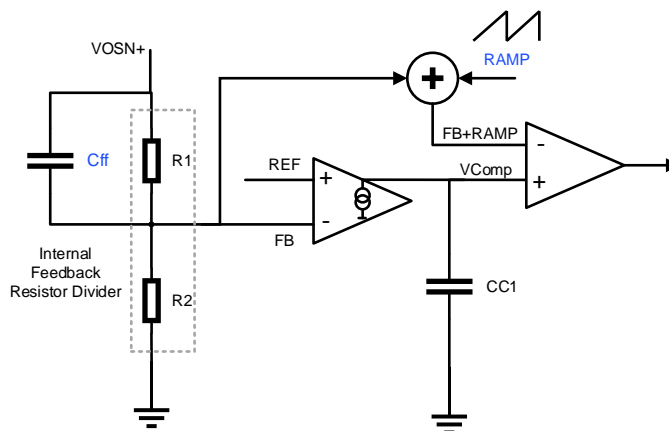 VOSN+
RAMP
Cff
R1
FB+RAMP
REF
+
-
VComp
-
+
FB
Internal
Feedback
Resistor Divider
R2
CC1